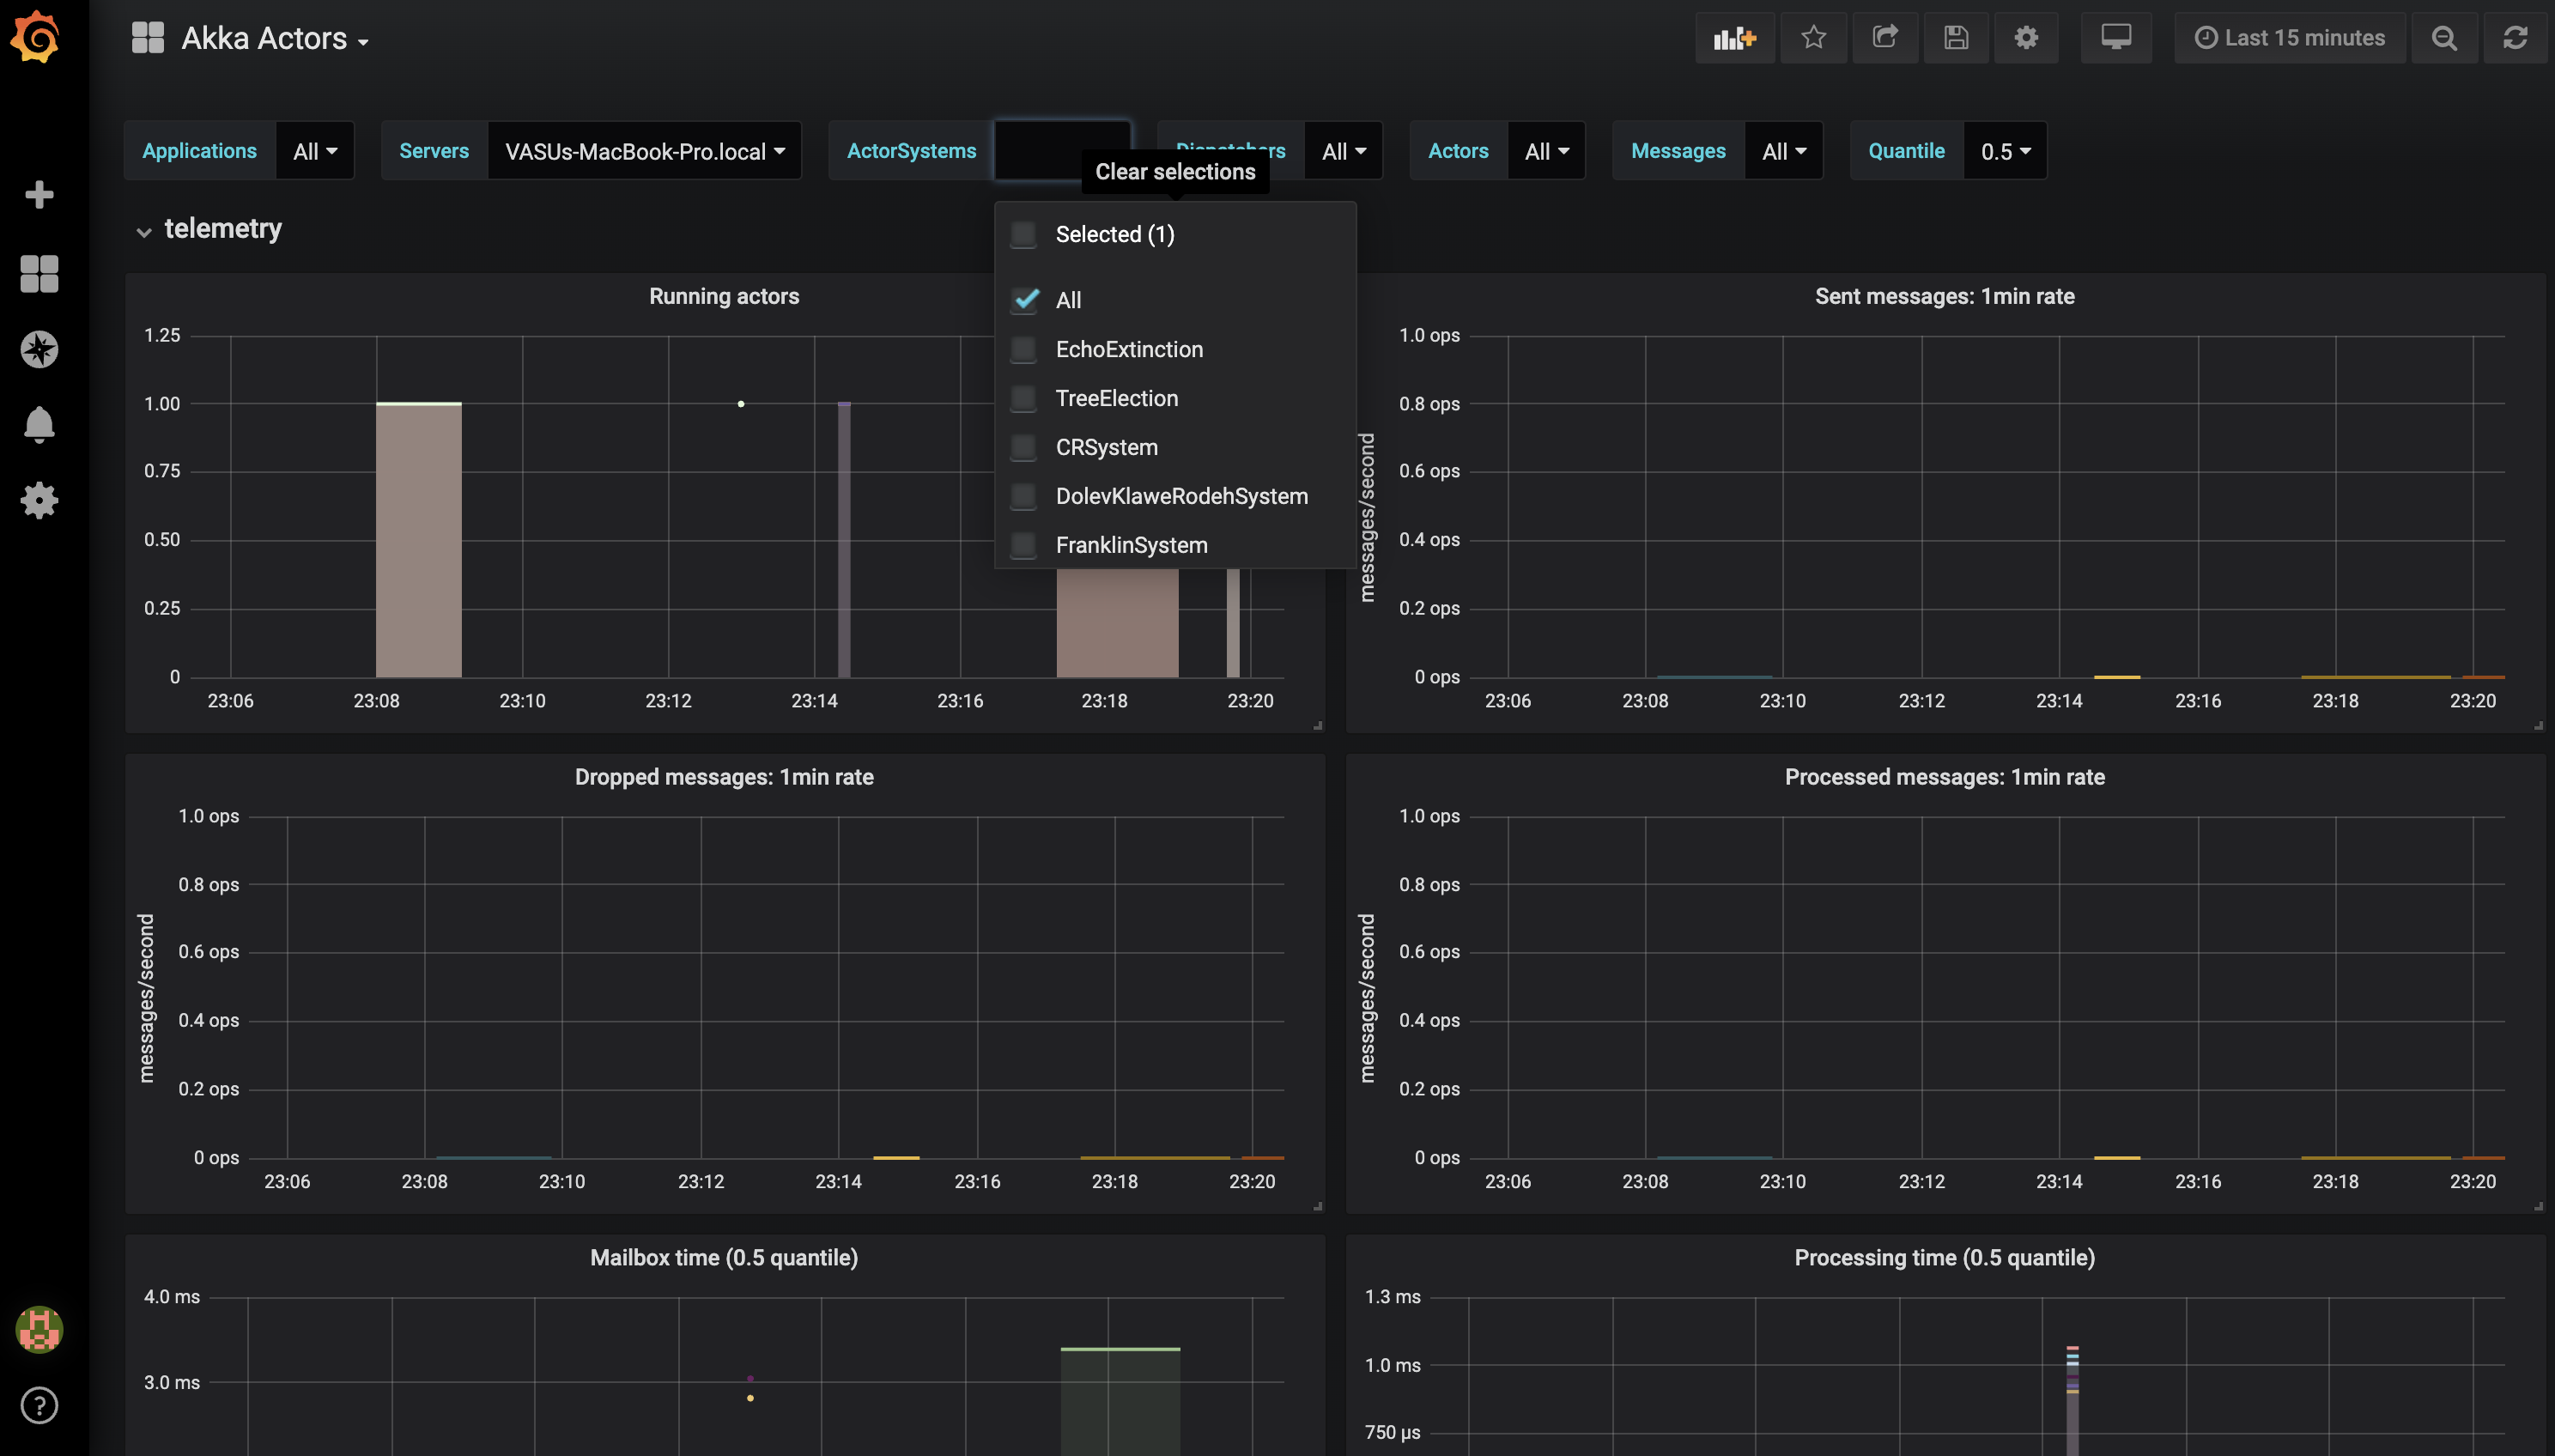 Akka Actors
Last 15 minutes
Applications All
Servers VASUs-MacBook-Pro.local
ActorSystems
Dispatchers All
Actors All
Messages All
Quantile 0.5
Clear selections
telemetry
Selected (1)
All
EchoExtinction
TreeElection
CRSystem
DolevKlaweRodehSystem
FranklinSystem
Running actors
1.25
1.00
0.75
0.50
0.25
0
23:06 23:08 23:10 23:12 23:14 23:16 23:18 23:20
Sent messages: 1min rate
messages/second
1.0 ops
0.8 ops
0.6 ops
0.4 ops
0.2 ops
0 ops
23:06 23:08 23:10 23:12 23:14 23:16 23:18 23:20
Dropped messages: 1min rate
messages/second
1.0 ops
0.8 ops
0.6 ops
0.4 ops
0.2 ops
0 ops
23:06 23:08 23:10 23:12 23:14 23:16 23:18 23:20
Processed messages: 1min rate
messages/second
1.0 ops
0.8 ops
0.6 ops
0.4 ops
0.2 ops
0 ops
23:06 23:08 23:10 23:12 23:14 23:16 23:18 23:20
Mailbox time (0.5 quantile)
4.0 ms
3.0 ms
Processing time (0.5 quantile)
1.3 ms
1.0 ms
750 µs